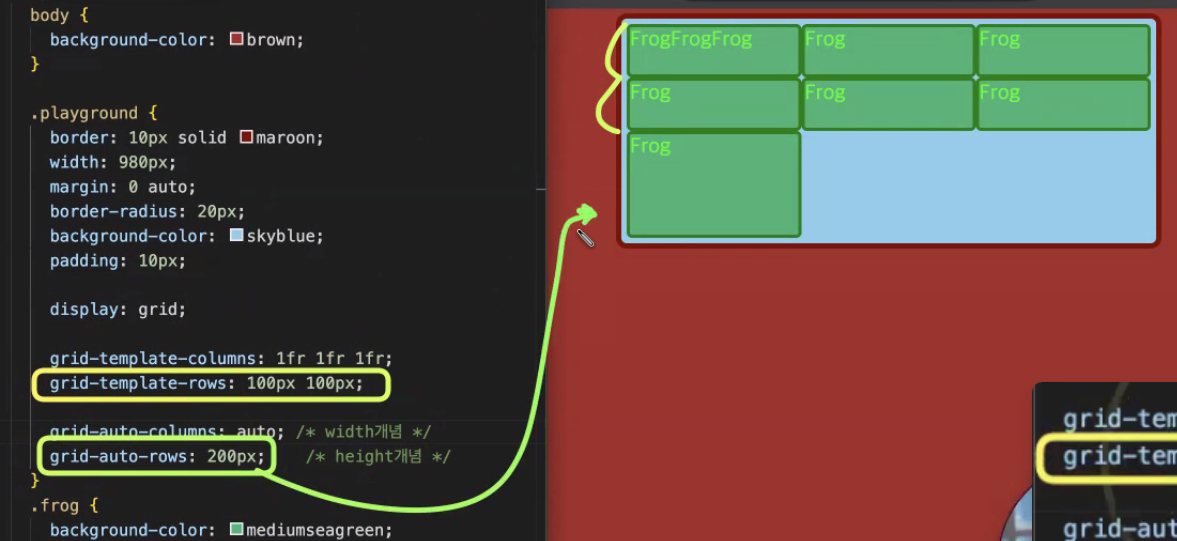 body {
background-color: brown;
}
.playground {
border: 10px solid maroon;
width: 980px;
margin: 0 auto;
border-radius: 20px;
background-color: skyblue;
padding: 10px;
display: grid;
grid-template-columns: 1fr 1fr 1fr;
grid-template-rows: 100px 100px;
grid-auto-columns: auto; /* width개념 */
grid-auto-rows: 200px; /* height개념 */
}
.frog {
background-color: mediumseagreen;
FrogFrogFrog Frog Frog
Frog Frog Frog
Frog
grid-tem
grid-tem
grid-aut